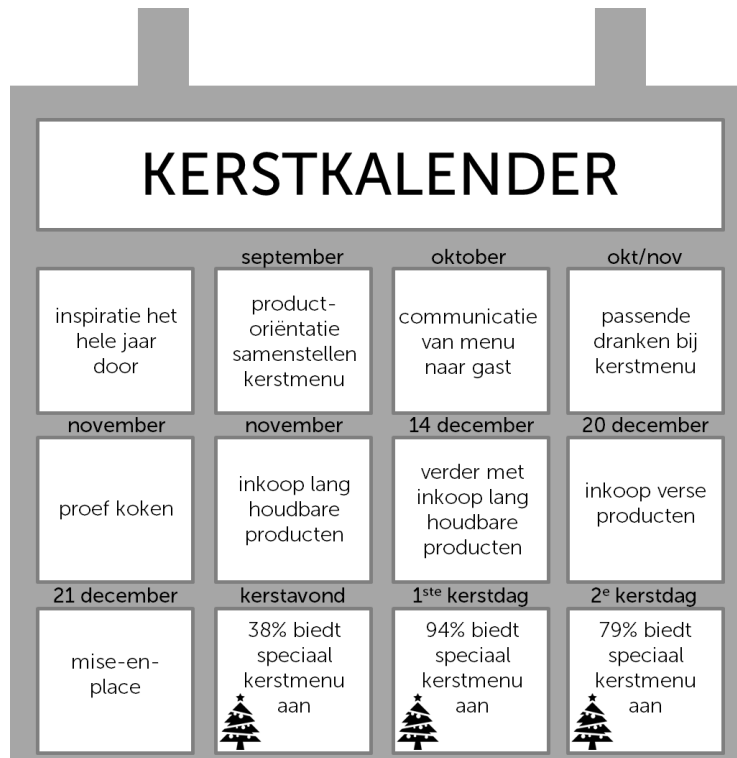 KERSTKALENDER
inspiratie het
hele jaar
door
september
product-
oriëntatie
samenstellen
kerstmenu
oktober
communicatie
van menu
naar gast
okt/nov
passende
dranken bij
kerstmenu
november
proef koken
november
inkoop lang
houdbare
producten
14 december
verder met
inkoop lang
houdbare
producten
20 december
inkoop verse
producten
21 december
mise-en-
place
kerstavond
38% biedt
speciaal
kerstmenu
aan
1ste kerstdag
94% biedt
speciaal
kerstmenu
aan
2e kerstdag
79% biedt
speciaal
kerstmenu
aan